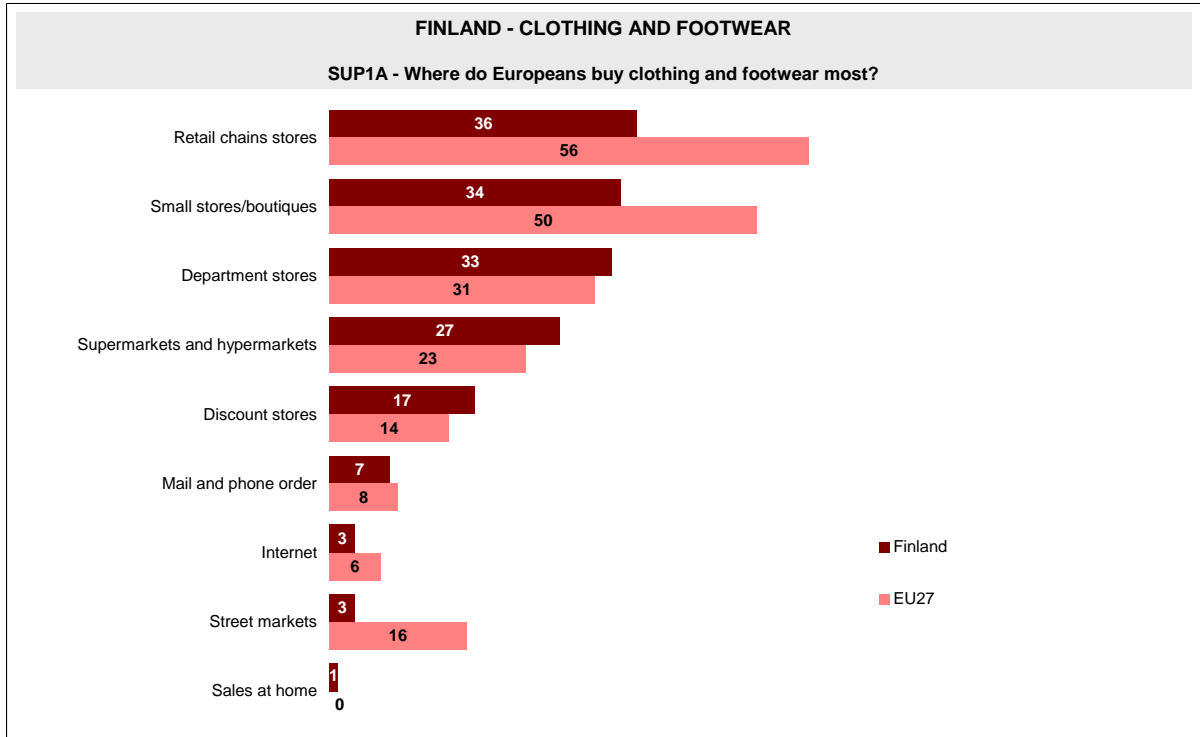 FINLAND - CLOTHING AND FOOTWEAR
SUP1A - Where do Europeans buy clothing and footwear most?
Retail chains stores
36
56
Small stores/boutiques
34
50
Department stores
33
31
Supermarkets and hypermarkets
27
23
Discount stores
17
14
Mail and phone order
7
8
Internet
3
6
Street markets
3
16
Sales at home
1
0
Finland
EU27